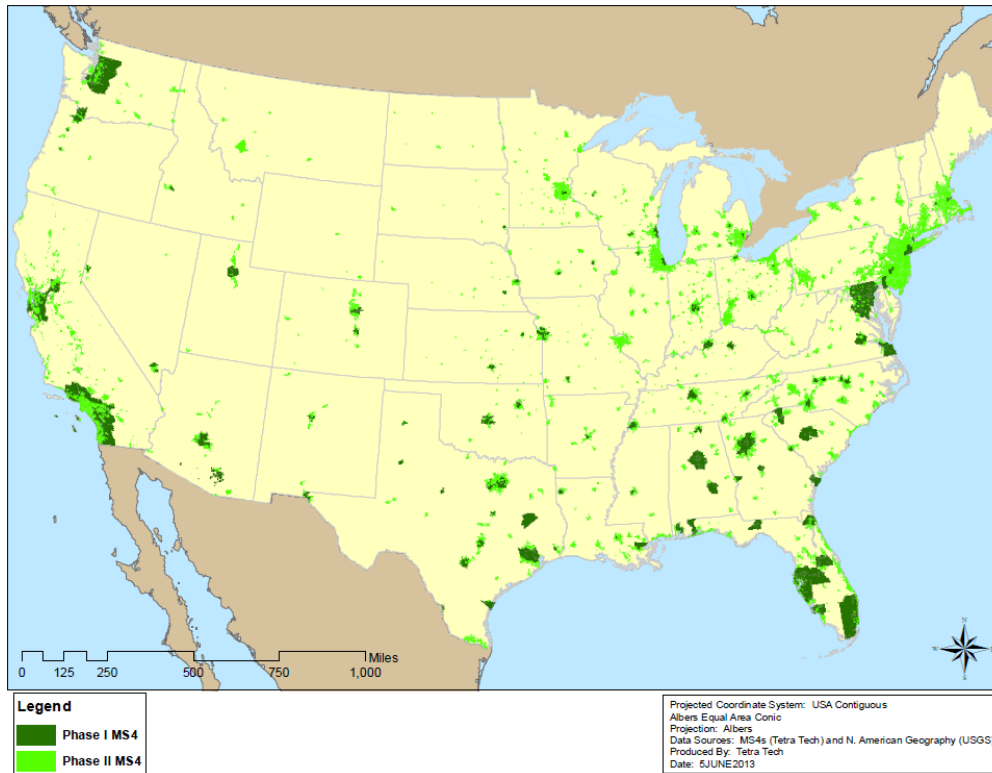 N
W
S
Miles
0 125 250 500 750 1,000
Legend
Phase I MS4
Phase II MS4
Projected Coordinate System: USA Contiguous
Albers Equal Area Conic
Projection: Albers
Data Sources: MS4s (Tetra Tech) and N. American Geography (USGS)
Produced By: Tetra Tech
Date: 5JUNE2013